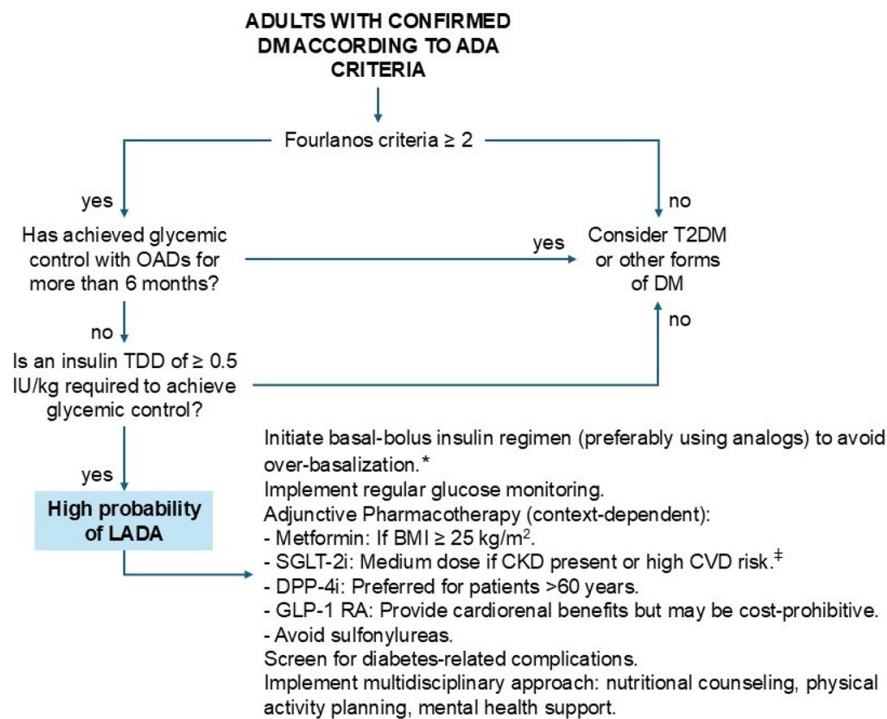 ADULTS WITH CONFIRMED
DM ACCORDING TO ADA
CRITERIA
Fourlanos criteria ≥ 2
yes
no
Has achieved glycemic
control with OADs for
more than 6 months?
yes
Consider T2DM
or other forms
of DM
no
no
Is an insulin TDD of ≥ 0.5
IU/kg required to achieve
glycemic control?
yes
High probability
of LADA
Initiate basal-bolus insulin regimen (preferably using analogs) to avoid
over-basalization.*
Implement regular glucose monitoring.
Adjunctive Pharmacotherapy (context-dependent):
- Metformin: If BMI ≥ 25 kg/m².
- SGLT-2i: Medium dose if CKD present or high CVD risk.‡
- DPP-4i: Preferred for patients >60 years.
- GLP-1 RA: Provide cardiorenal benefits but may be cost-prohibitive.
- Avoid sulfonylureas.
Screen for diabetes-related complications.
Implement multidisciplinary approach: nutritional counseling, physical
activity planning, mental health support.